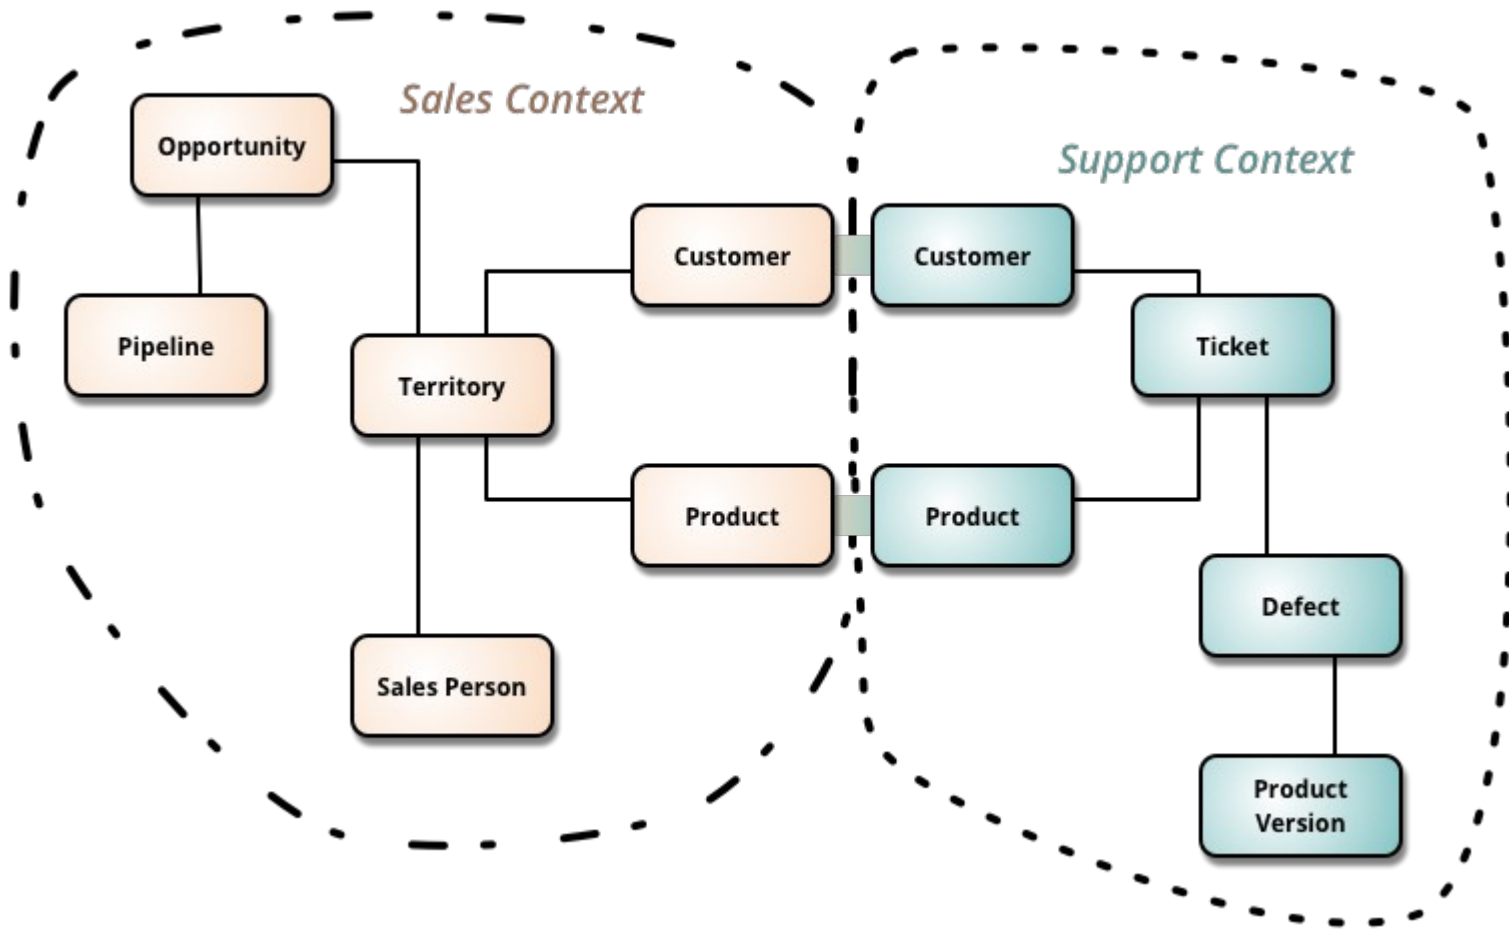 Sales Context
Opportunity
Support Context
Customer
Customer
Pipeline
Ticket
Territory
Product
Product
Defect
Sales Person
Product
Version